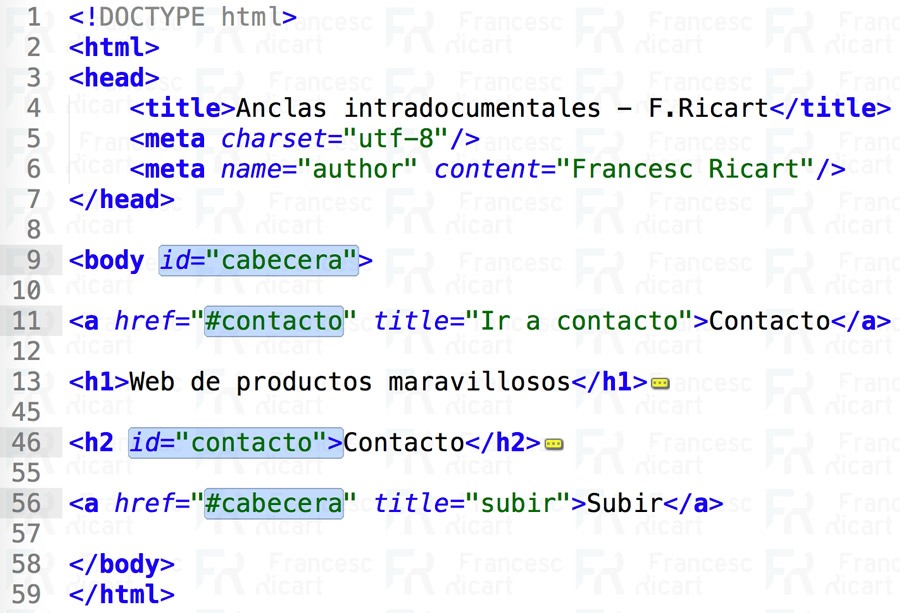 1 <!DOCTYPE html>
2 <html>
3 <head>
4 <title>Anclas intradocumentales - F.Ricart</title>
5 <meta charset="utf-8"/>
6 <meta name="author" content="Francesc Ricart"/>
7 </head>
8
9 <body id="cabecera">
10
11 <a href="#contacto" title="Ir a contacto">Contacto</a>
12
13 <h1>Web de productos maravillosos</h1>
45
46 <h2 id="contacto">Contacto</h2>
55
56 <a href="#cabecera" title="subir">Subir</a>
57
58 </body>
59 </html>